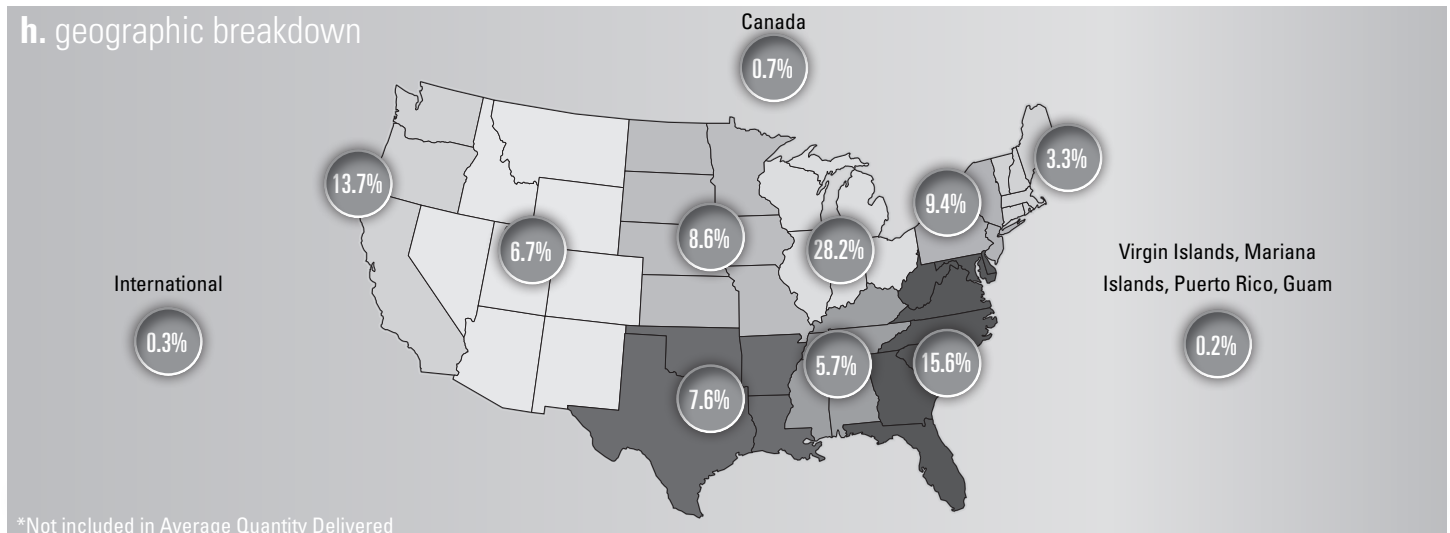 h. geographic breakdown
Canada
0.7%
3.3%
13.7%
9.4%
8.6%
6.7%
28.2%
Virgin Islands, Mariana
Islands, Puerto Rico, Guam
0.2%
International
0.3%
5.7%
15.6%
7.6%
*Not included in Average Quantity Delivered